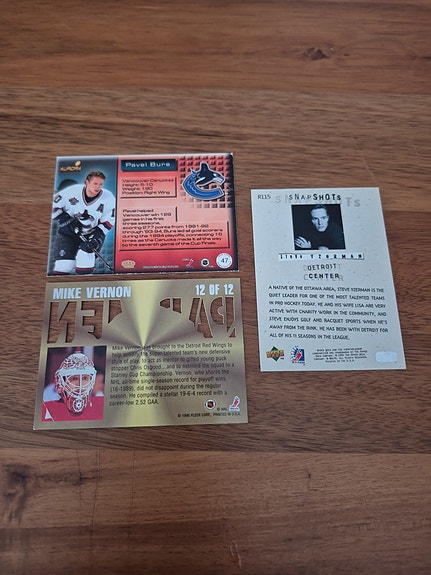 AURORA
Pavel Bure
Vancouver Canucks
Height: 5-10
Weight: 190
Position: Right Wing
Pavel helped
Vancouver win 128
games in his first
three seasons,
scoring 277 points from 1991-92
through '93-94. Bure led all goal scorers
during the 1994 playoffs, connecting 16
times as the Canucks made it all the way
to the seventh game of the Cup Finals.
47
MIKE VERNON
12 OF 12
Mike Vernon was brought to the Detroit Red Wings to
help solidify this super-talented team's new defensive
style of play, to act as mentor to gifted young puck
stopper Chris Osgood...and to redirect the squad to a
Stanley Cup Championship. Vernon, who shares the
NHL all-time single-season record for playoff wins
(16-1989), did not disappoint during the regular
season. He compiled a stellar 19-6-4 record with a
career-low 2.52 GAA.
© NHL
© 1996 FLEER CORP. PRINTED IN U.S.A.
R115
SNAPSHOTS
STEVE YZERMAN
DETROIT
CENTER
A NATIVE OF THE OTTAWA AREA, STEVE YZERMAN IS THE
QUIET LEADER FOR ONE OF THE MOST TALENTED TEAMS
IN PRO HOCKEY TODAY. HE AND HIS WIFE LISA ARE VERY
ACTIVE WITH CHARITY WORK IN THE COMMUNITY, AND
STEVE ENJOYS GOLF AND RACQUET SPORTS WHEN HE'S
AWAY FROM THE RINK. HE HAS BEEN WITH DETROIT FOR
ALL OF HIS 11 SEASONS IN THE LEAGUE.